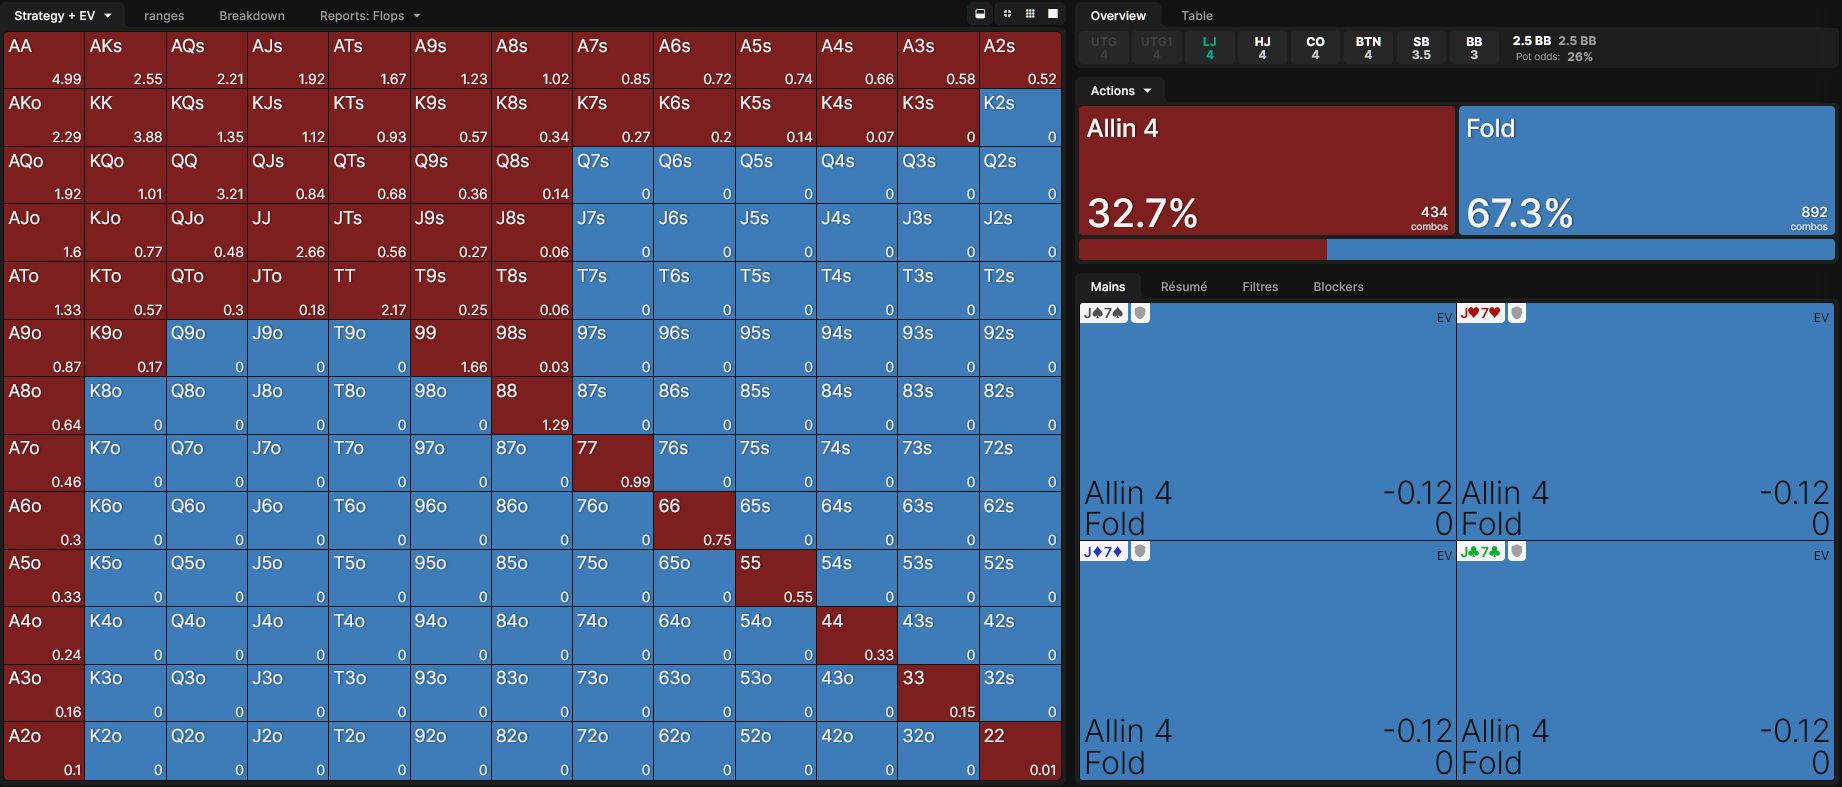 Strategy + EV ranges Breakdown Reports: Flops
AA AKs AQs AJs ATs A9s A8s A7s A6s A5s A4s A3s A2s
4.99 2.55 2.21 1.92 1.67 1.23 1.02 0.85 0.72 0.74 0.66 0.58 0.52
AKo KK KQs KJs KTs K9s K8s K7s K6s K5s K4s K3s K2s
2.29 3.88 1.35 1.12 0.93 0.57 0.34 0.27 0.2 0.14 0.07 0 0
AQo KQo QQ QJs QTs Q9s Q8s Q7s Q6s Q5s Q4s Q3s Q2s
1.92 1.01 3.21 0.84 0.68 0.36 0.14 0 0 0 0 0 0
AJo KJo QJo JJ JTs J9s J8s J7s J6s J5s J4s J3s J2s
1.6 0.77 0.48 2.66 0.56 0.27 0.06 0 0 0 0 0 0
ATo KTo QTo JTo TT T9s T8s T7s T6s T5s T4s T3s T2s
1.33 0.57 0.3 0.18 2.17 0.25 0.06 0 0 0 0 0 0
A9o K9o Q9o J9o T9o 99 98s 97s 96s 95s 94s 93s 92s
0.87 0.17 0 0 0 1.66 0.03 0 0 0 0 0 0
A8o K8o Q8o J8o T8o 98o 88 87s 86s 85s 84s 83s 82s
0.64 0 0 0 0 0 1.29 0 0 0 0 0 0
A7o K7o Q7o J7o T7o 97o 87o 77 76s 75s 74s 73s 72s
0.46 0 0 0 0 0 0 0.99 0 0 0 0 0
A6o K6o Q6o J6o T6o 96o 86o 76o 66 65s 64s 63s 62s
0.3 0 0 0 0 0 0 0 0.75 0 0 0 0
A5o K5o Q5o J5o T5o 95o 85o 75o 65o 55 54s 53s 52s
0.33 0 0 0 0 0 0 0 0 0.55 0 0 0
A4o K4o Q4o J4o T4o 94o 84o 74o 64o 54o 44 43s 42s
0.24 0 0 0 0 0 0 0 0 0 0.33 0 0
A3o K3o Q3o J3o T3o 93o 83o 73o 63o 53o 43o 33 32s
0.16 0 0 0 0 0 0 0 0 0 0 0.15 0
A2o K2o Q2o J2o T2o 92o 82o 72o 62o 52o 42o 32o 22
0.1 0 0 0 0 0 0 0 0 0 0 0 0.01
Overview Table
UTG UTG1 LJ HJ CO BTN SB BB 2.5 BB 2.5 BB
4 4 4 4 4 4 3.5 3 Pot odds: 26%
Actions
Allin 4 Fold
32.7% 434 67.3% 892
combos combos
Mains Résumé Filtres Blockers
J♠7♠ EV J♥7♥ EV
Allin 4 -0.12 Allin 4 -0.12
Fold 0 Fold 0
J♦7♦ EV J♣7♣ EV
Allin 4 -0.12 Allin 4 -0.12
Fold 0 Fold 0